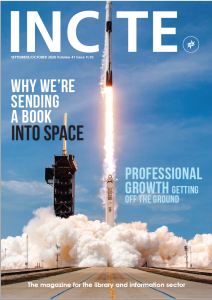 INCITE
SEPTEMBER/OCTOBER 2020 Volume 41 Issue 9/10
WHY WE'RE
SENDING
A BOOK
INTO SPACE
PROFESSIONAL
GROWTH GETTING
OFF THE GROUND
The magazine for the library and information sector